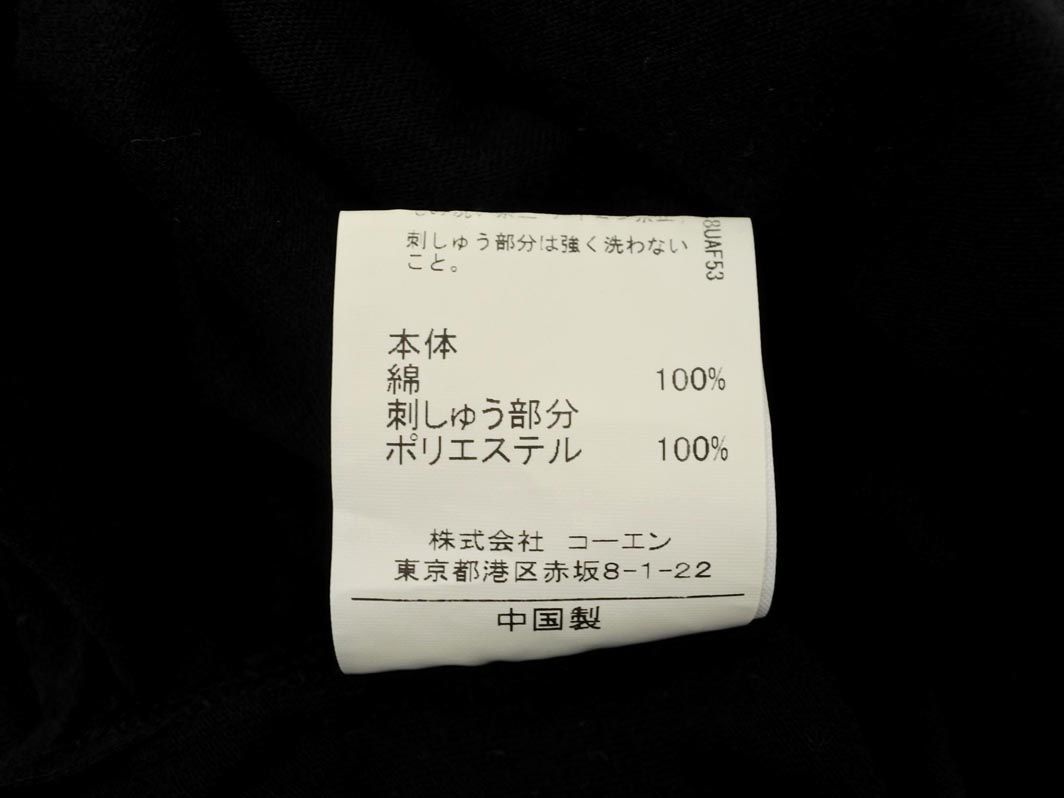 刺しゅう部分は強く洗わない
こと。
8UAF53
本体
綿 100%
刺しゅう部分
ポリエステル 100%
株式会社 コーエン
東京都港区赤坂8-1-22
中国製